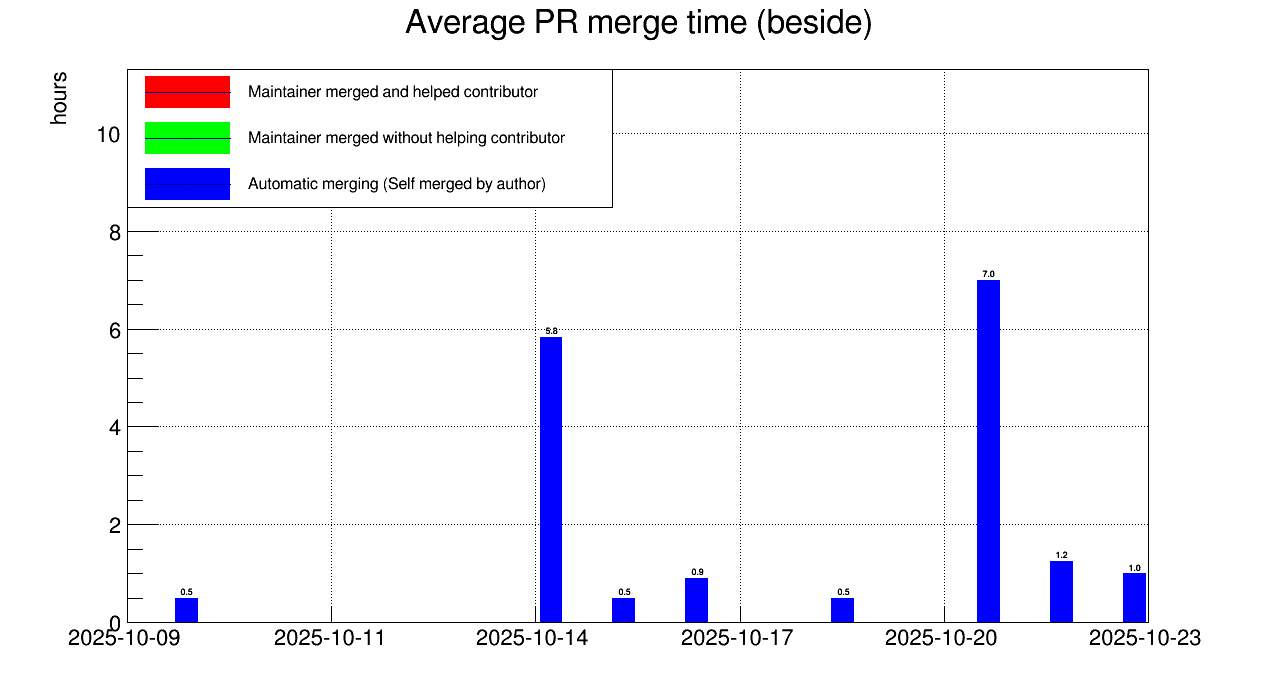 Average PR merge time (beside)
hours
Maintainer merged and helped contributor
Maintainer merged without helping contributor
Automatic merging (Self merged by author)
10
8
6
4
2
0
0.5
5.8
0.5
0.9
0.5
7.0
1.2
1.0
2025-10-09 2025-10-11 2025-10-14 2025-10-17 2025-10-20 2025-10-23